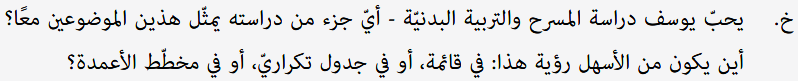 خ. يحبّ يوسف دراسة المسرح والتربية البدنيّة - أيّ جزء من دراسته يمثّل هذين الموضوعين معًا؟
أين يكون من الأسهل رؤية هذا: في قائمة، أو في جدول تكراريّ، أو في مخطّط الأعمدة؟